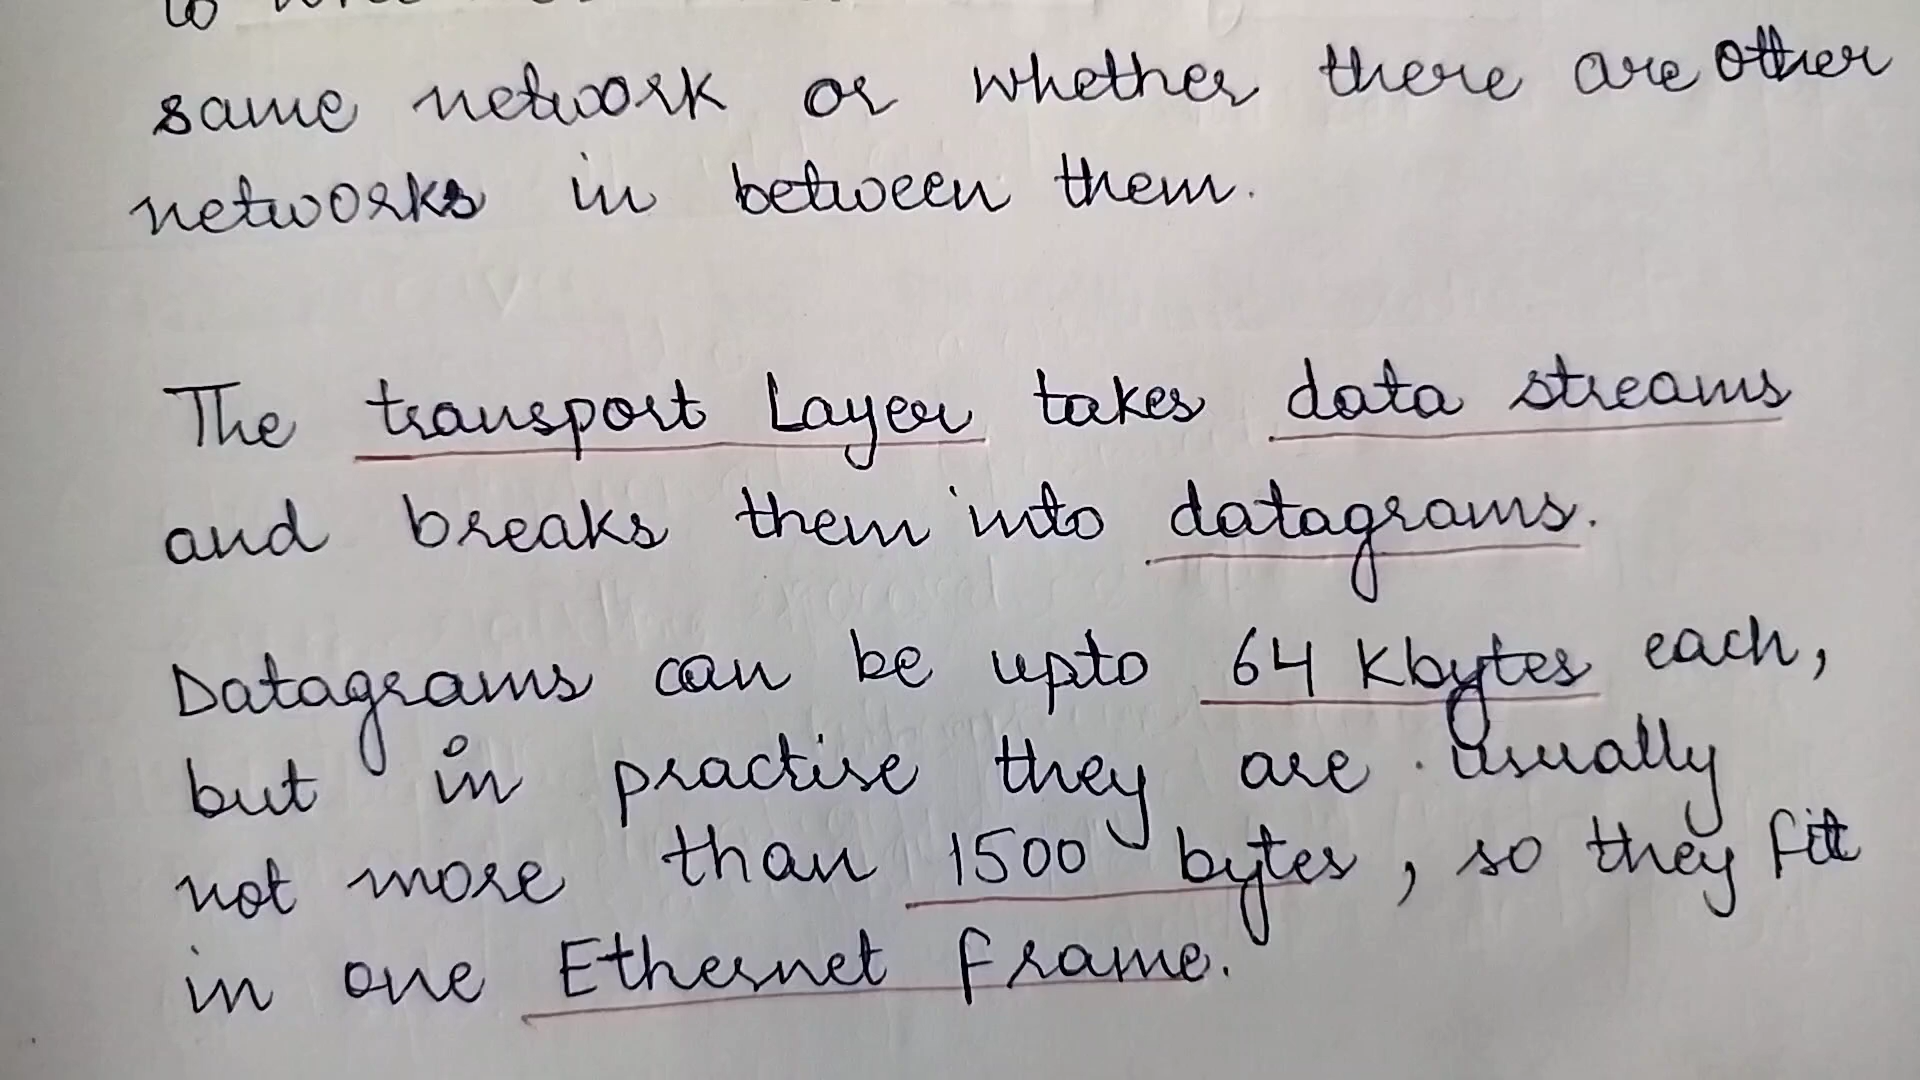 to
same network or whether there are other
networks in between them.
The transport Layer takes data streams
and breaks them into datagrams.
Datagrams can be upto 64 Kbytes each,
but in practise they are usually
not more than 1500 bytes, so they fit
in one Ethernet frame.